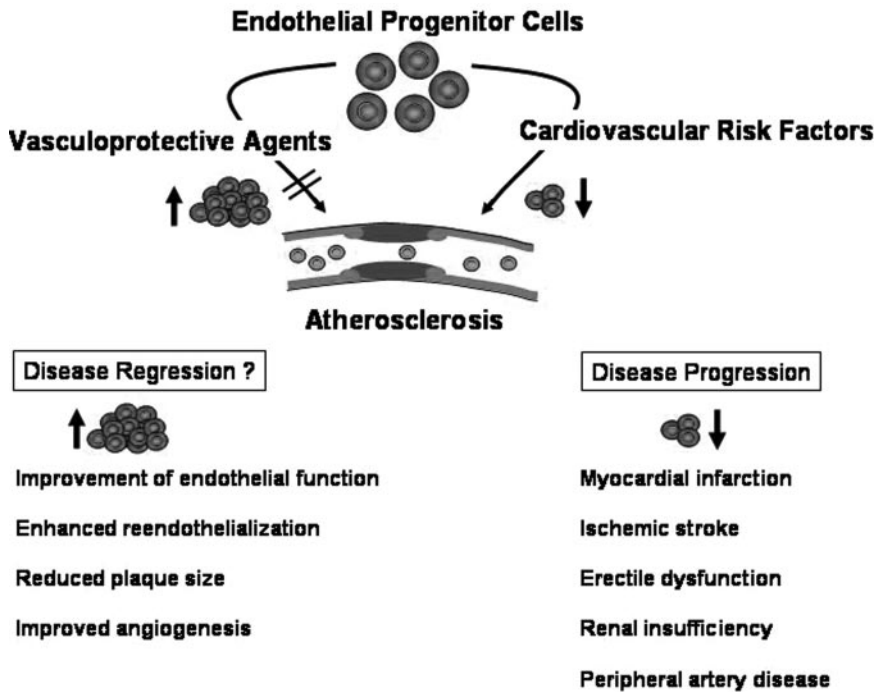 Endothelial Progenitor Cells
Vasculoprotective Agents
Cardiovascular Risk Factors
Atherosclerosis
Disease Regression ?
Improvement of endothelial function
Enhanced reendothelialization
Reduced plaque size
Improved angiogenesis
Disease Progression
Myocardial infarction
Ischemic stroke
Erectile dysfunction
Renal insufficiency
Peripheral artery disease